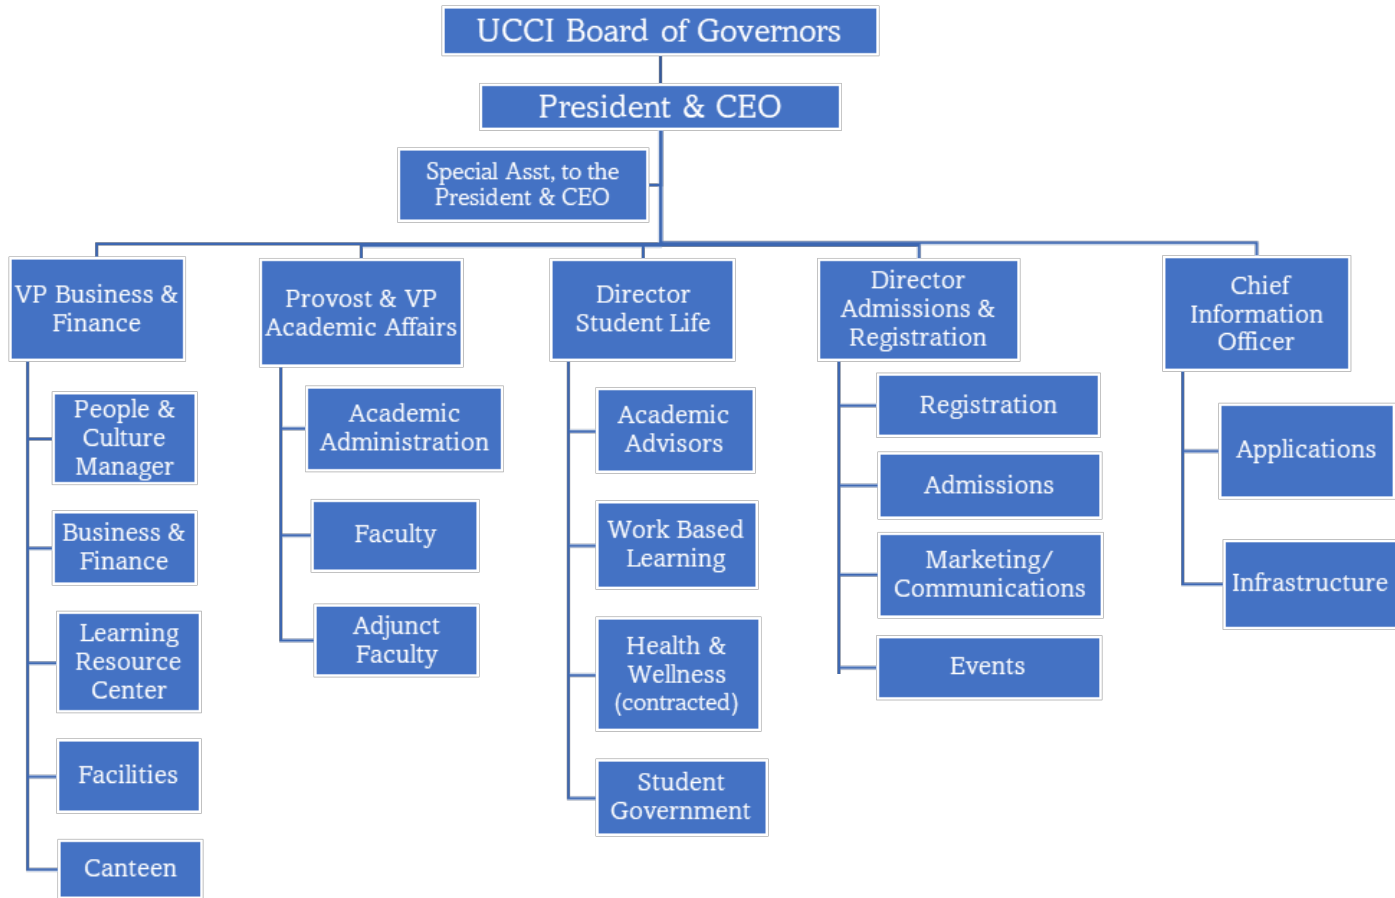 UCCI Board of Governors
President & CEO
Special Asst, to the
President & CEO
VP Business &
Finance
People &
Culture
Manager
Business &
Finance
Learning
Resource
Center
Facilities
Canteen
Provost & VP
Academic Affairs
Academic
Administration
Faculty
Adjunct
Faculty
Director
Student Life
Academic
Advisors
Work Based
Learning
Health &
Wellness
(contracted)
Student
Government
Director
Admissions &
Registration
Registration
Admissions
Marketing/
Communications
Events
Chief
Information
Officer
Applications
Infrastructure